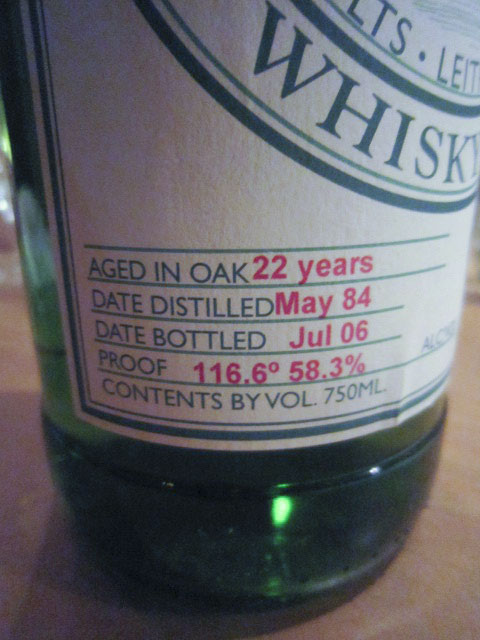 LTS · LEIT
WHISKY
AGED IN OAK 22 years
DATE DISTILLED May 84
DATE BOTTLED Jul 06
PROOF 116.6º 58.3%
CONTENTS BY VOL. 750ML.